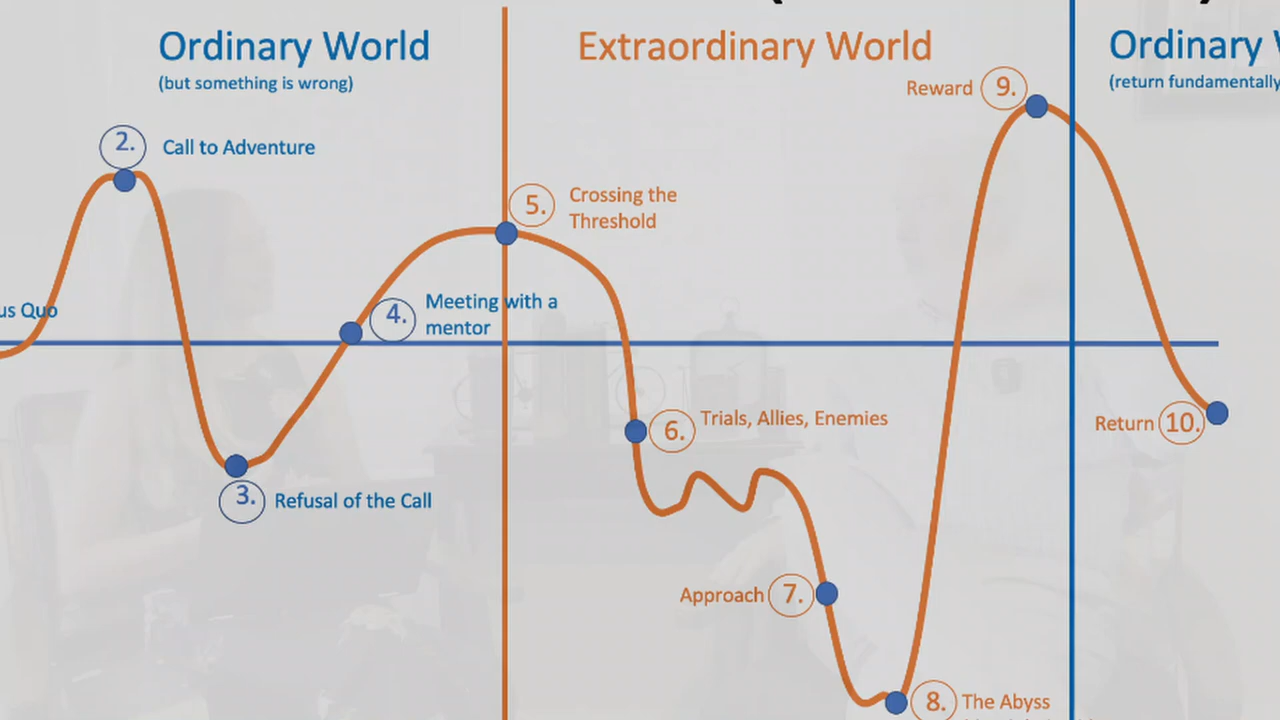 Ordinary World
(but something is wrong)
Extraordinary World
Ordinary
(return fundamentally
Reward 9.
2. Call to Adventure
5. Crossing the
Threshold
us Quo
4. Meeting with a
mentor
6. Trials, Allies, Enemies
Return 10.
3. Refusal of the Call
Approach 7.
8. The Abyss